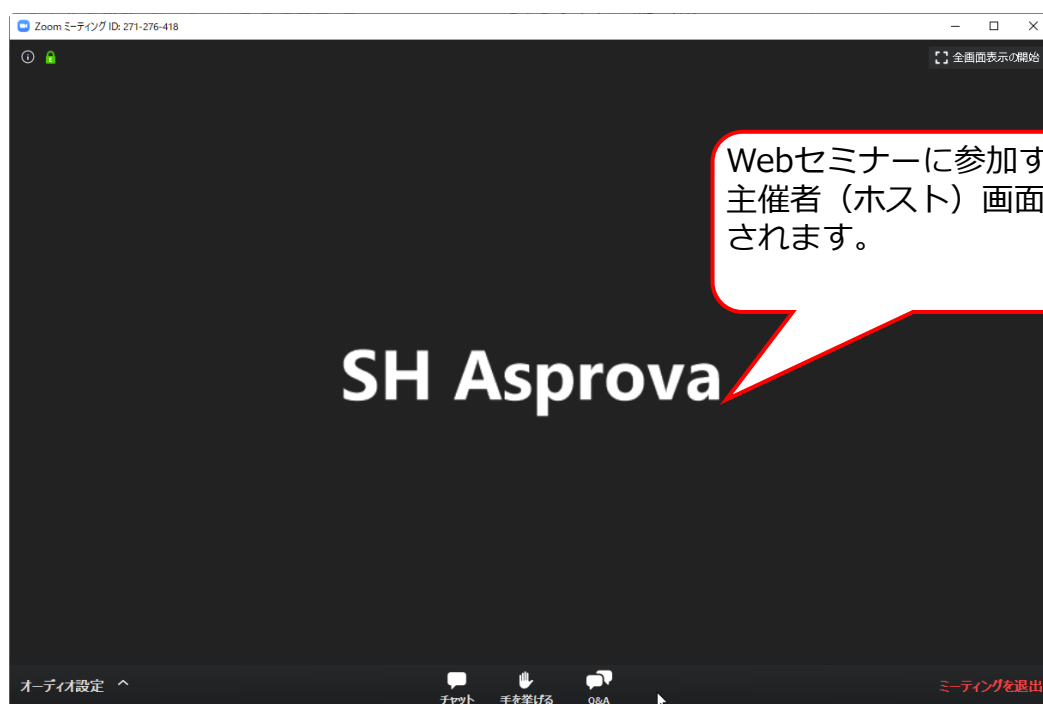 Zoom ミーティング ID: 271-276-418
全画面表示の開始
Webセミナーに参加す
主催者（ホスト）画面
されます。
SH Asprova
オーディオ設定
チャット
手を挙げる
Q&A
ミーティングを退出